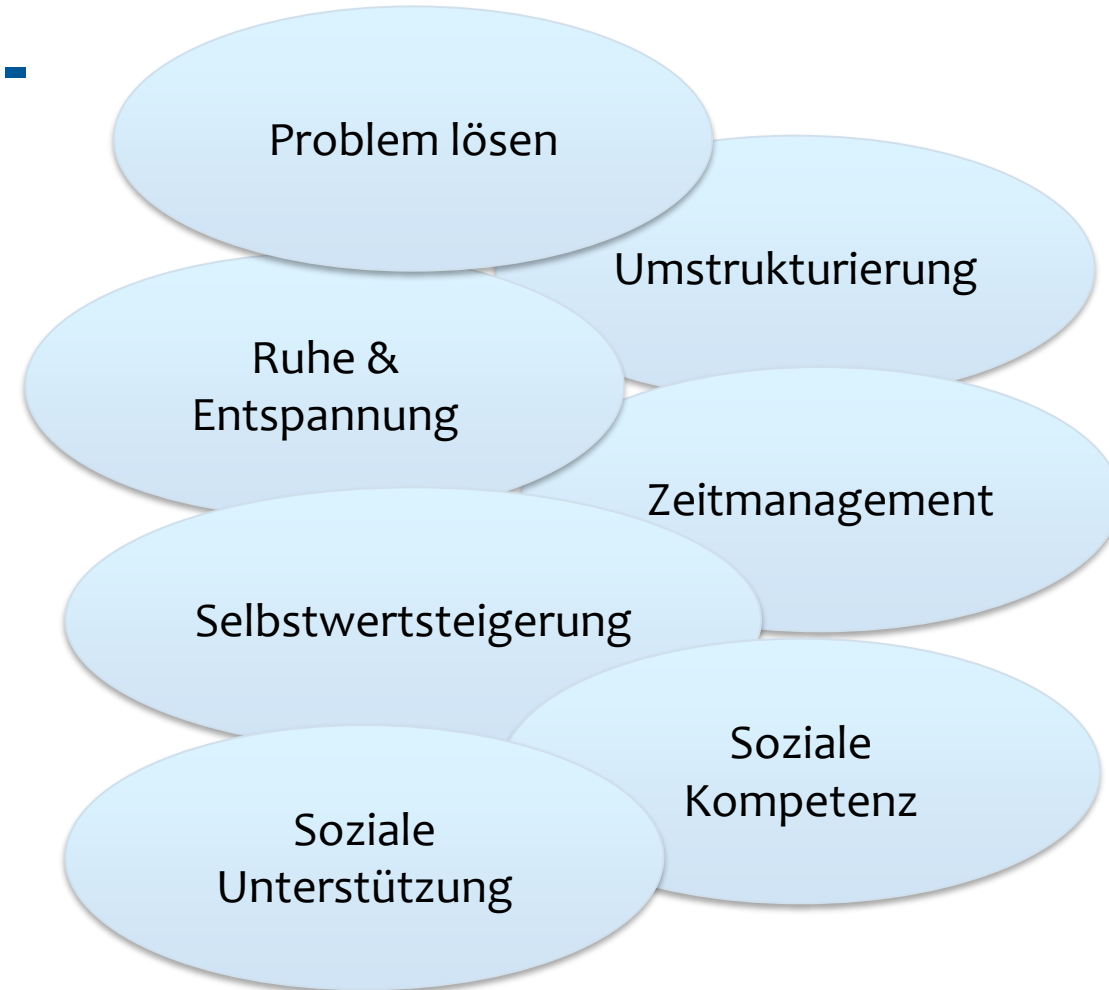 Problem lösen
Umstrukturierung
Ruhe &
Entspannung
Zeitmanagement
Selbstwertsteigerung
Soziale
Kompetenz
Soziale
Unterstützung